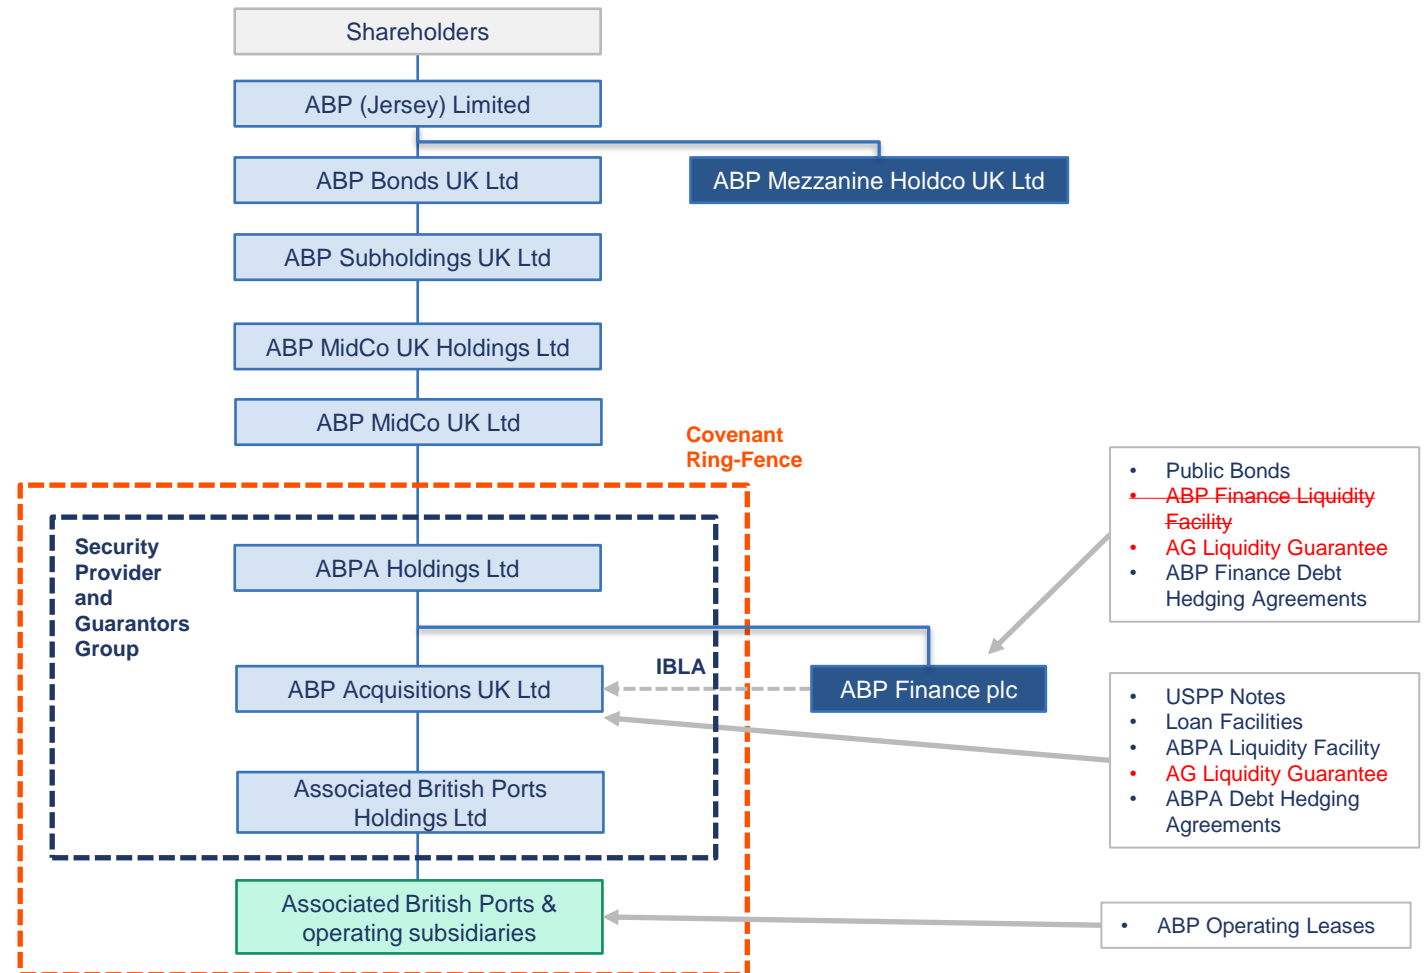 Shareholders
ABP (Jersey) Limited
ABP Bonds UK Ltd
ABP Mezzanine Holdco UK Ltd
ABP Subholdings UK Ltd
ABP MidCo UK Holdings Ltd
ABP MidCo UK Ltd
Covenant
Ring-Fence
Security
Provider
and
Guarantors
Group
ABPA Holdings Ltd
IBLA
ABP Acquisitions UK Ltd
ABP Finance plc
Associated British Ports
Holdings Ltd
Associated British Ports &
operating subsidiaries
• Public Bonds
• ABP Finance Liquidity
Facility
• AG Liquidity Guarantee
• ABP Finance Debt
Hedging Agreements
• USPP Notes
• Loan Facilities
• ABPA Liquidity Facility
• AG Liquidity Guarantee
• ABPA Debt Hedging
Agreements
• ABP Operating Leases